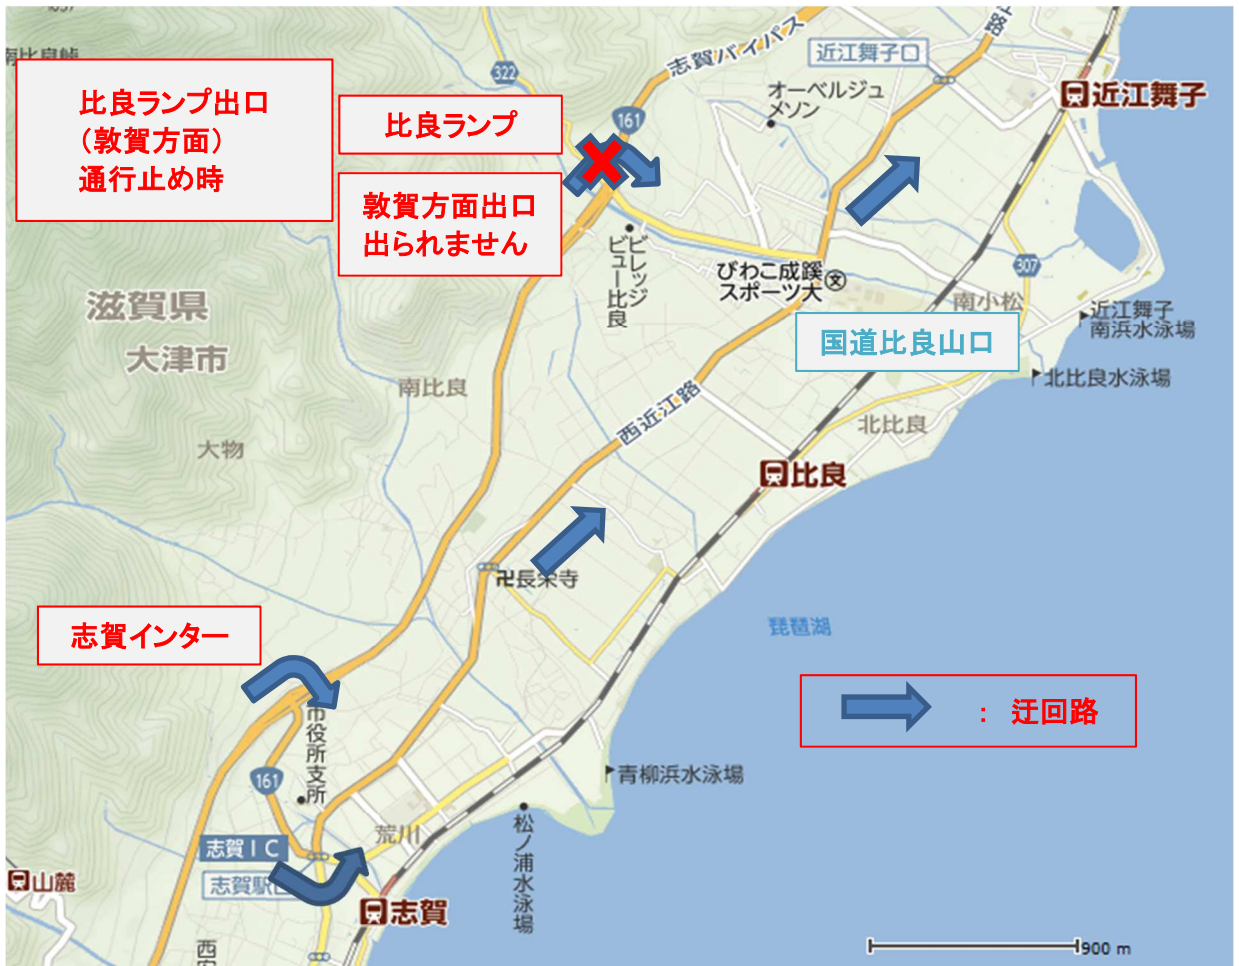 1057
南比良峠
322
志賀バイパス
近江舞子口
比良ランプ出口
(敦賀方面)
通行止め時
比良ランプ
161
オーベルジュ
メソン
近江舞子
敦賀方面出口
出られません
ビレッジ
ビュー比良
びわこ成蹊
スポーツ大
文
307
滋賀県
大津市
南小松
近江舞子
南浜水泳場
国道比良山口
北比良水泳場
南比良
西近江路
北比良
大物
比良
卍長栄寺
志賀インター
琵琶湖
: 迂回路
市役所支所
161
青柳浜水泳場
荒川
松ノ浦水泳場
志賀IC
志賀駅口
山麓
志賀
900 m